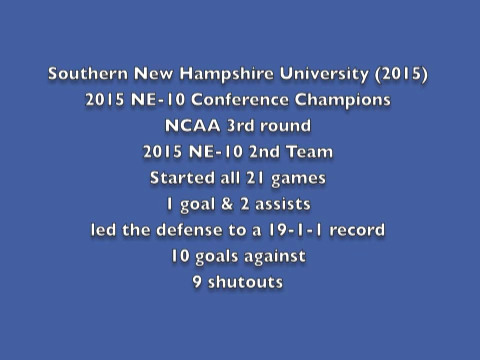 Southern New Hampshire University (2015)
2015 NE-10 Conference Champions
NCAA 3rd round
2015 NE-10 2nd Team
Started all 21 games
1 goal & 2 assists
led the defense to a 19-1-1 record
10 goals against
9 shutouts